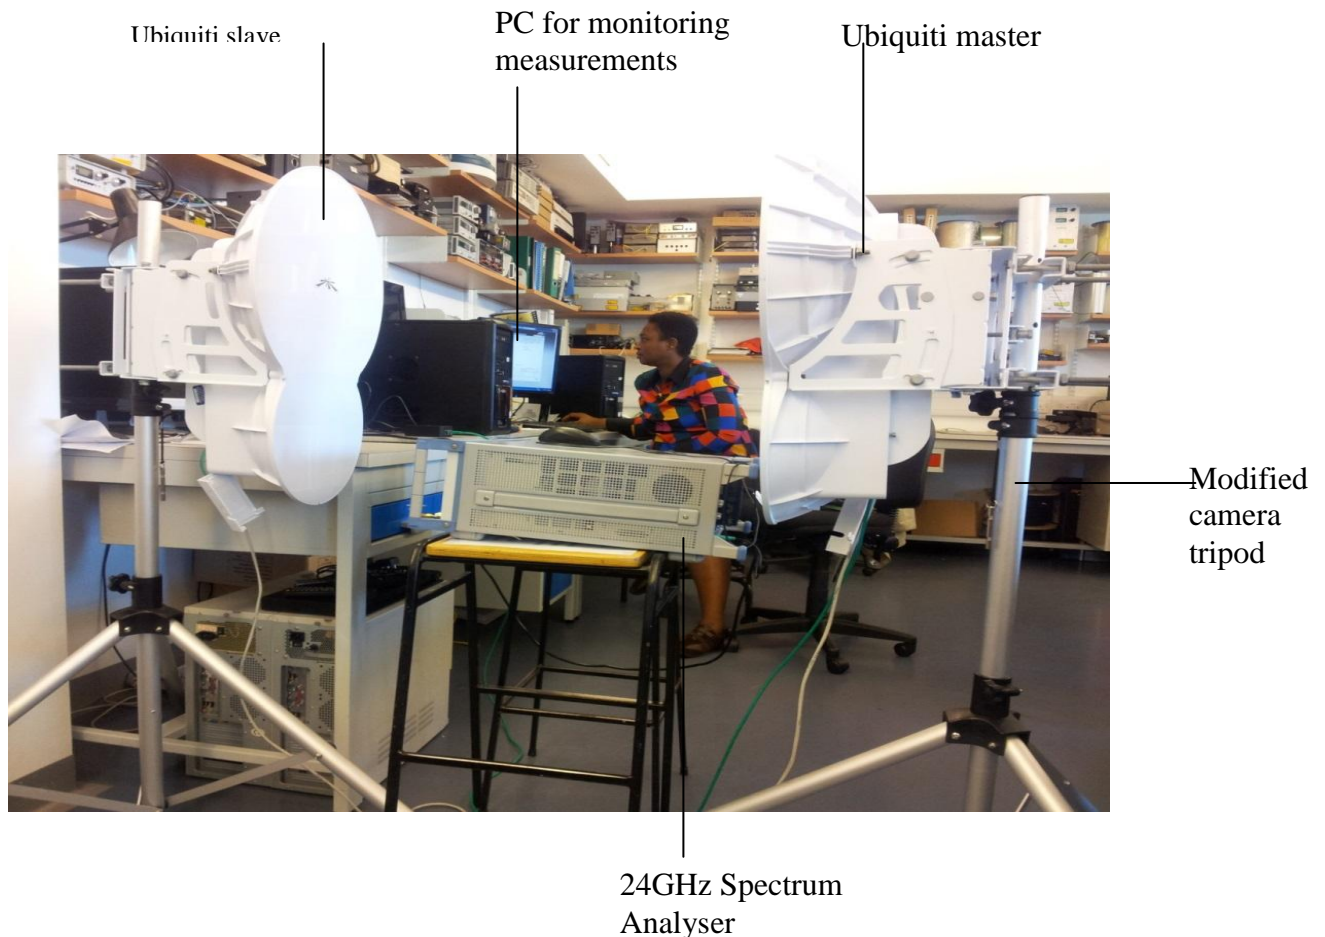 Ubiquiti slave
PC for monitoring
measurements
Ubiquiti master
Modified
camera
tripod
24GHz Spectrum
Analyser